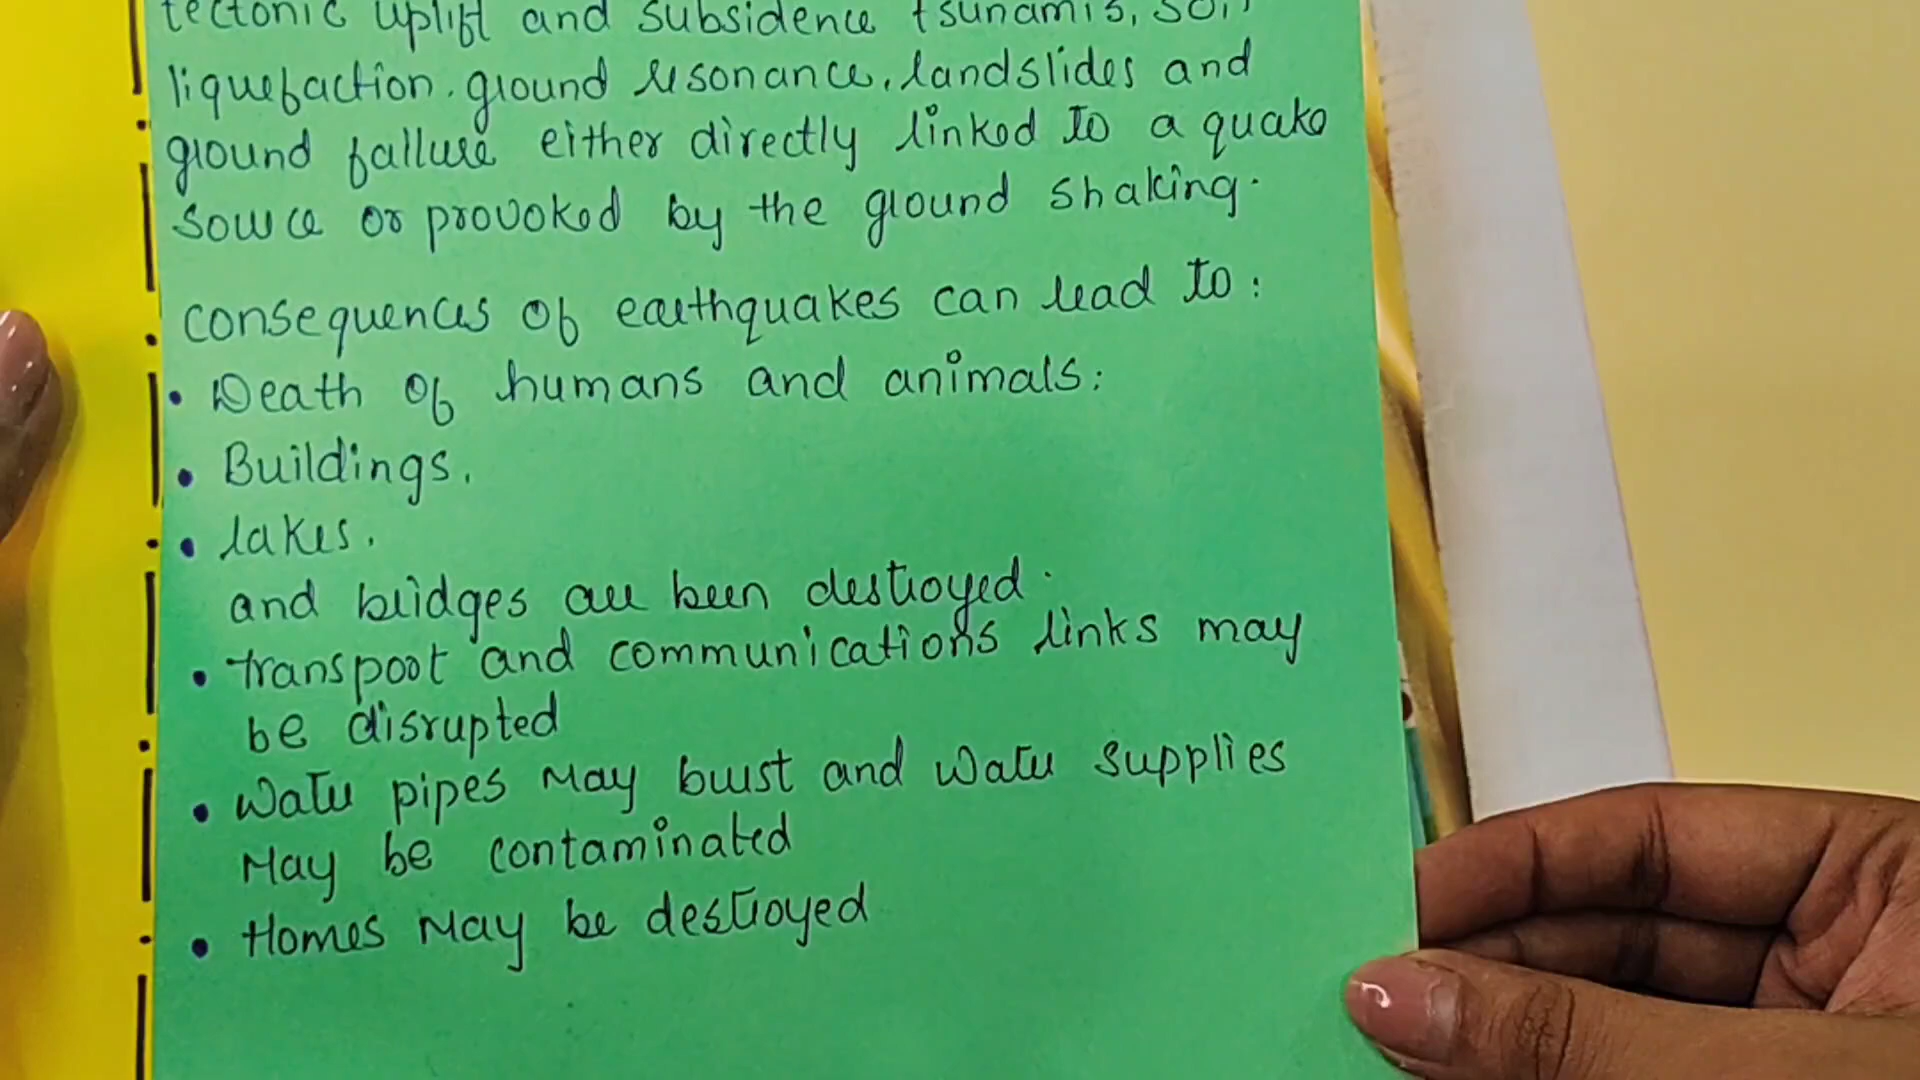 tectonic uplift and subsidence tsunamis, soil
liquefaction. ground resonance, landslides and
ground failure either directly linked to a quake
source or provoked by the ground shaking.
consequences of earthquakes can lead to:
• Death of humans and animals:
• Buildings.
• lakes.
and bridges are been destroyed.
• transport and communications links may
be disrupted
• Water pipes may burst and water supplies
May be contaminated
• Homes May be destroyed